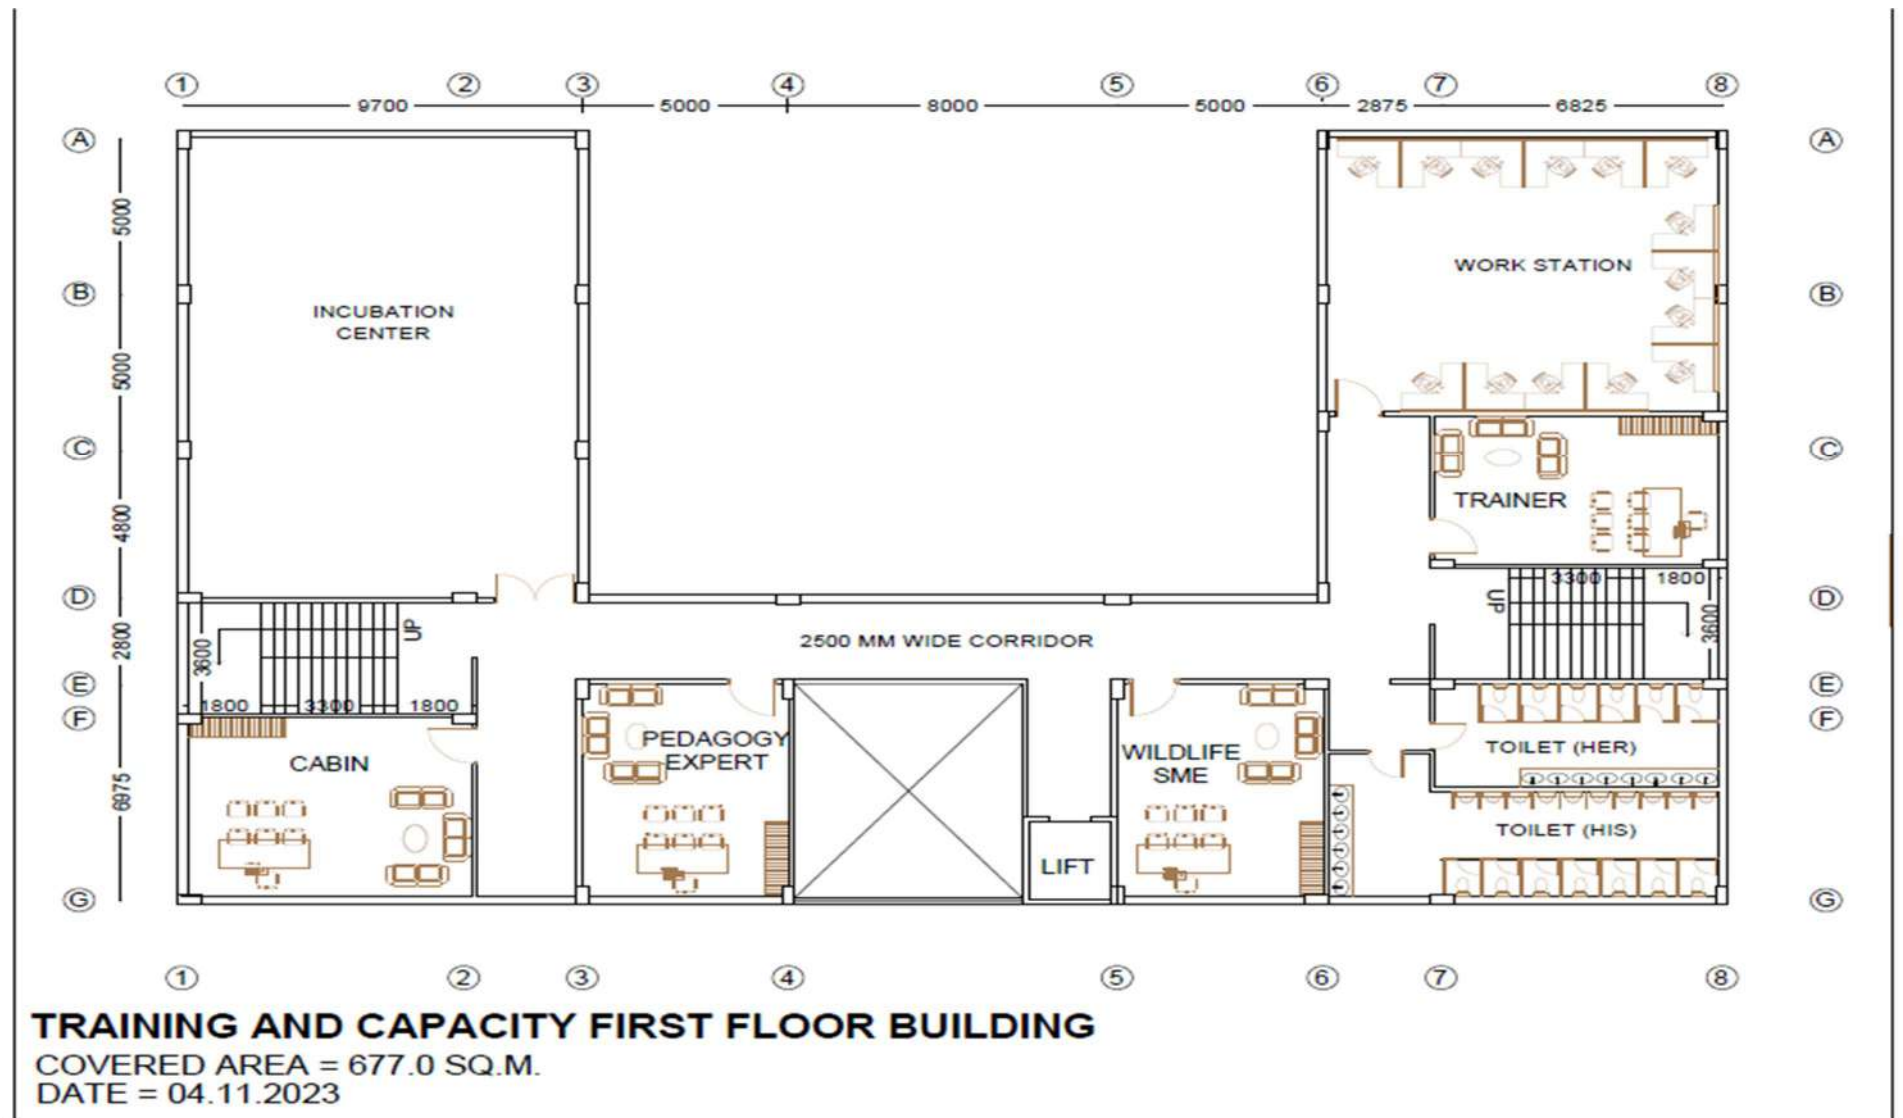 1 2 3 4 5 6 7 8
9700 5000 8000 5000 2875 6825
A A
5000
WORK STATION
B B
INCUBATION
CENTER
5000
C C
TRAINER
4800
3300 1800
D D
UP
UP
3600
2800
2500 MM WIDE CORRIDOR
3600
E E
1800 3300 1800
F F
PEDAGOGY
EXPERT
WILDLIFE
SME
TOILET (HER)
CABIN
6975
TOILET (HIS)
LIFT
G G
1 2 3 4 5 6 7 8
TRAINING AND CAPACITY FIRST FLOOR BUILDING
COVERED AREA = 677.0 SQ.M.
DATE = 04.11.2023